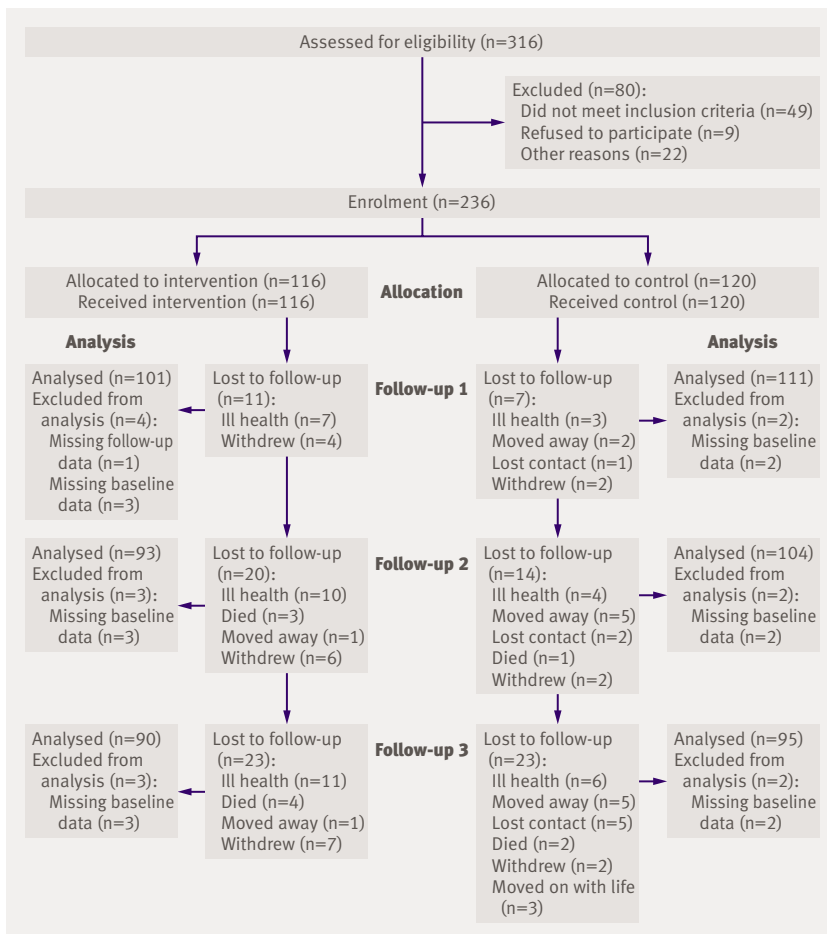 Assessed for eligibility (n=316)
Excluded (n=80):
Did not meet inclusion criteria (n=49)
Refused to participate (n=9)
Other reasons (n=22)
Enrolment (n=236)
Allocated to intervention (n=116)
Received intervention (n=116)
Allocation
Allocated to control (n=120)
Received control (n=120)
Analysis
Analysed (n=101)
Excluded from
analysis (n=4):
Missing follow-up
data (n=1)
Missing baseline
data (n=3)
Lost to follow-up
(n=11):
Ill health (n=7)
Withdrew (n=4)
Follow-up 1
Lost to follow-up
(n=7):
Ill health (n=3)
Moved away (n=2)
Lost contact (n=1)
Withdrew (n=2)
Analysis
Analysed (n=111)
Excluded from
analysis (n=2):
Missing baseline
data (n=2)
Analysed (n=93)
Excluded from
analysis (n=3):
Missing baseline
data (n=3)
Lost to follow-up
(n=20):
Ill health (n=10)
Died (n=3)
Moved away (n=1)
Withdrew (n=6)
Follow-up 2
Lost to follow-up
(n=14):
Ill health (n=4)
Moved away (n=5)
Lost contact (n=2)
Died (n=1)
Withdrew (n=2)
Analysed (n=104)
Excluded from
analysis (n=2):
Missing baseline
data (n=2)
Analysed (n=90)
Excluded from
analysis (n=3):
Missing baseline
data (n=3)
Lost to follow-up
(n=23):
Ill health (n=11)
Died (n=4)
Moved away (n=1)
Withdrew (n=7)
Follow-up 3
Lost to follow-up
(n=23):
Ill health (n=6)
Moved away (n=5)
Lost contact (n=5)
Died (n=2)
Withdrew (n=2)
Moved on with life
(n=3)
Analysed (n=95)
Excluded from
analysis (n=2):
Missing baseline
data (n=2)